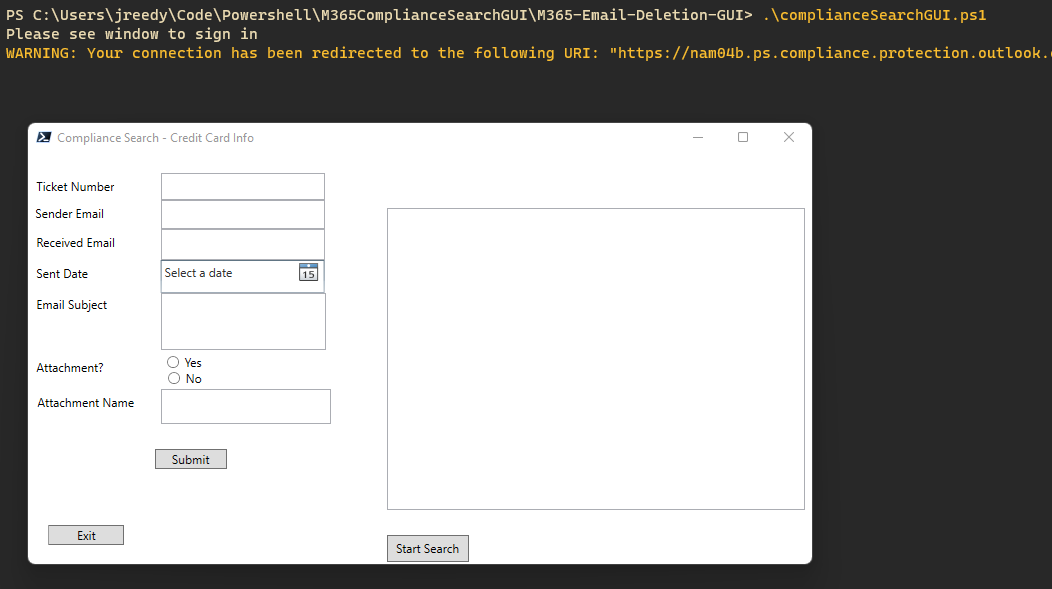 PS C:\Users\jreedy\Code\Powershell\M365ComplianceSearchGUI\M365-Email-Deletion-GUI> .\complianceSearchGUI.ps1
Please see window to sign in
WARNING: Your connection has been redirected to the following URI: "https://nam04b.ps.compliance.protection.outlook.
Compliance Search - Credit Card Info
Ticket Number
Sender Email
Received Email
Sent Date
Select a date
15
Email Subject
Attachment?
Yes
No
Attachment Name
Submit
Exit
Start Search